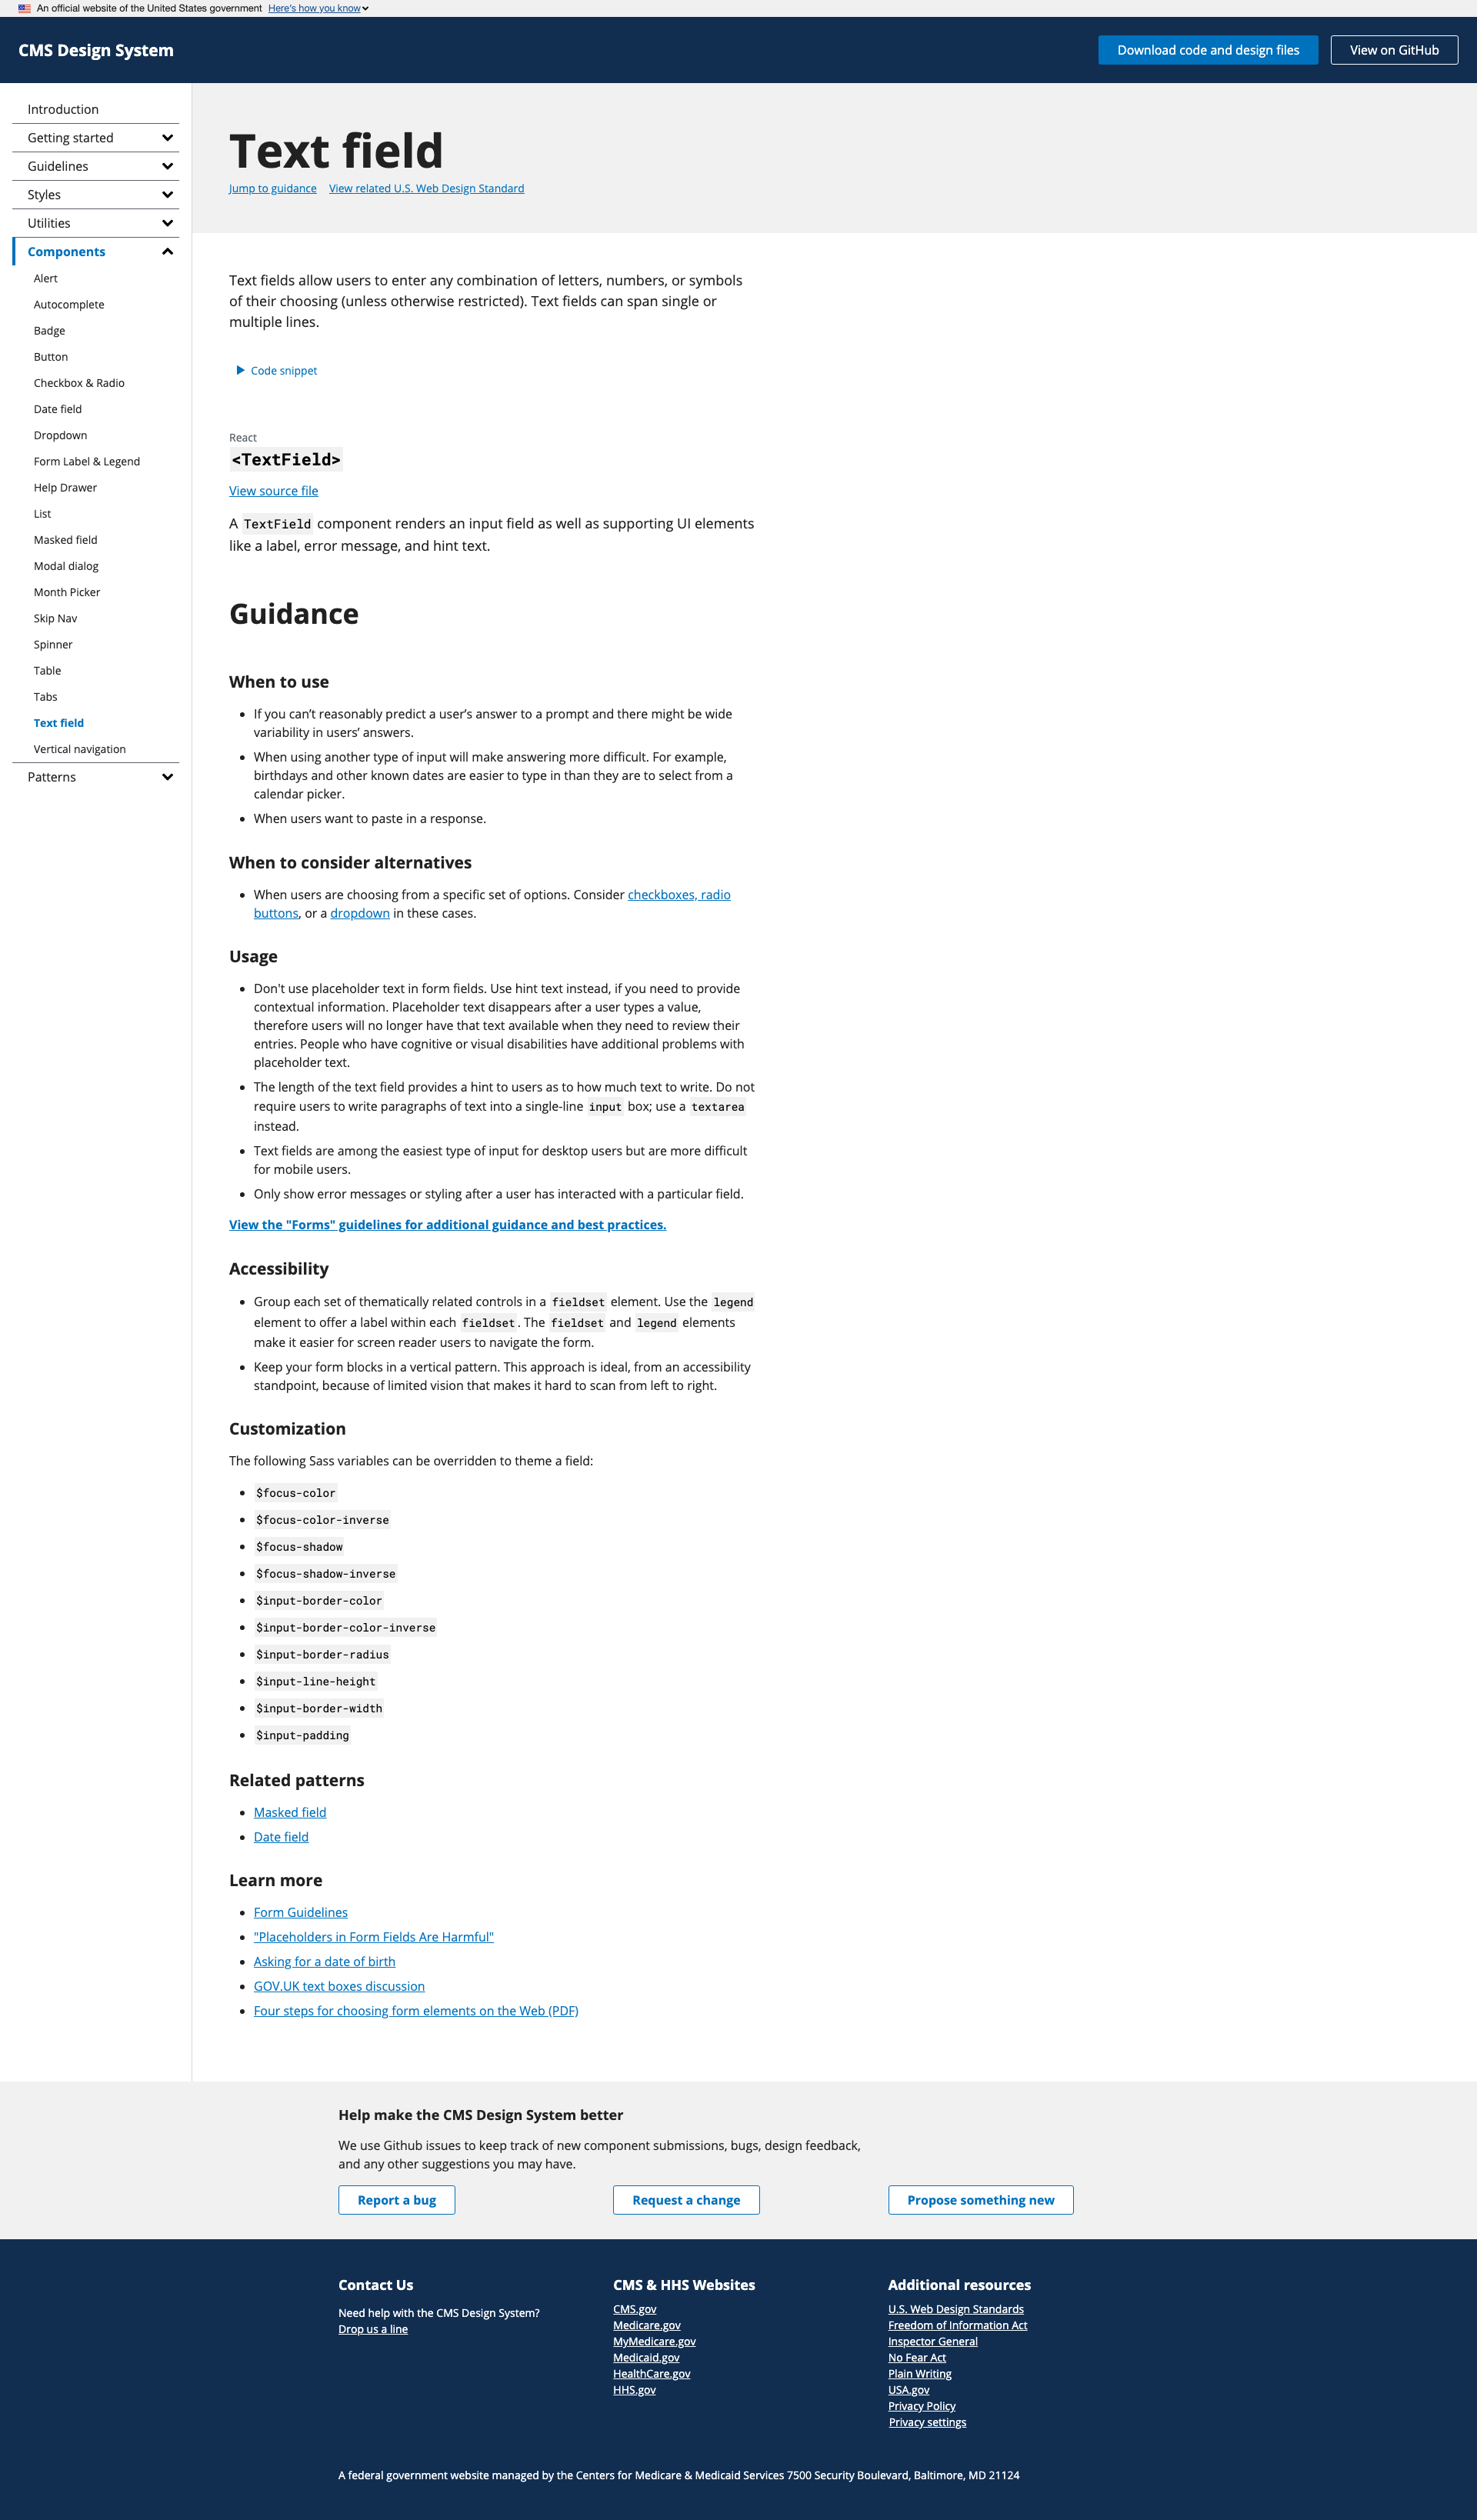 An official website of the United States government Here's how you know
CMS Design System
Download code and design files
View on GitHub
Introduction
Getting started
Guidelines
Styles
Utilities
Components
Alert
Autocomplete
Badge
Button
Checkbox & Radio
Date field
Dropdown
Form Label & Legend
Help Drawer
List
Masked field
Modal dialog
Month Picker
Skip Nav
Spinner
Table
Tabs
Text field
Vertical navigation
Patterns
Text field
Jump to guidance View related U.S. Web Design Standard
Text fields allow users to enter any combination of letters, numbers, or symbols
of their choosing (unless otherwise restricted). Text fields can span single or
multiple lines.
Code snippet
React
<TextField>
View source file
A TextField component renders an input field as well as supporting UI elements
like a label, error message, and hint text.
Guidance
When to use
If you can’t reasonably predict a user’s answer to a prompt and there might be wide
variability in users’ answers.
When using another type of input will make answering more difficult. For example,
birthdays and other known dates are easier to type in than they are to select from a
calendar picker.
When users want to paste in a response.
When to consider alternatives
When users are choosing from a specific set of options. Consider checkboxes, radio
buttons, or a dropdown in these cases.
Usage
Don't use placeholder text in form fields. Use hint text instead, if you need to provide
contextual information. Placeholder text disappears after a user types a value,
therefore users will no longer have that text available when they need to review their
entries. People who have cognitive or visual disabilities have additional problems with
placeholder text.
The length of the text field provides a hint to users as to how much text to write. Do not
require users to write paragraphs of text into a single-line input box; use a textarea
instead.
Text fields are among the easiest type of input for desktop users but are more difficult
for mobile users.
Only show error messages or styling after a user has interacted with a particular field.
View the "Forms" guidelines for additional guidance and best practices.
Accessibility
Group each set of thematically related controls in a fieldset element. Use the legend
element to offer a label within each fieldset. The fieldset and legend elements
make it easier for screen reader users to navigate the form.
Keep your form blocks in a vertical pattern. This approach is ideal, from an accessibility
standpoint, because of limited vision that makes it hard to scan from left to right.
Customization
The following Sass variables can be overridden to theme a field:
$focus-color
$focus-color-inverse
$focus-shadow
$focus-shadow-inverse
$input-border-color
$input-border-color-inverse
$input-border-radius
$input-line-height
$input-border-width
$input-padding
Related patterns
Masked field
Date field
Learn more
Form Guidelines
"Placeholders in Form Fields Are Harmful"
Asking for a date of birth
GOV.UK text boxes discussion
Four steps for choosing form elements on the Web (PDF)
Help make the CMS Design System better
We use Github issues to keep track of new component submissions, bugs, design feedback,
and any other suggestions you may have.
Report a bug
Request a change
Propose something new
Contact Us
Need help with the CMS Design System?
Drop us a line
CMS & HHS Websites
CMS.gov
Medicare.gov
MyMedicare.gov
Medicaid.gov
HealthCare.gov
HHS.gov
Additional resources
U.S. Web Design Standards
Freedom of Information Act
Inspector General
No Fear Act
Plain Writing
USA.gov
Privacy Policy
Privacy settings
A federal government website managed by the Centers for Medicare & Medicaid Services 7500 Security Boulevard, Baltimore, MD 21124